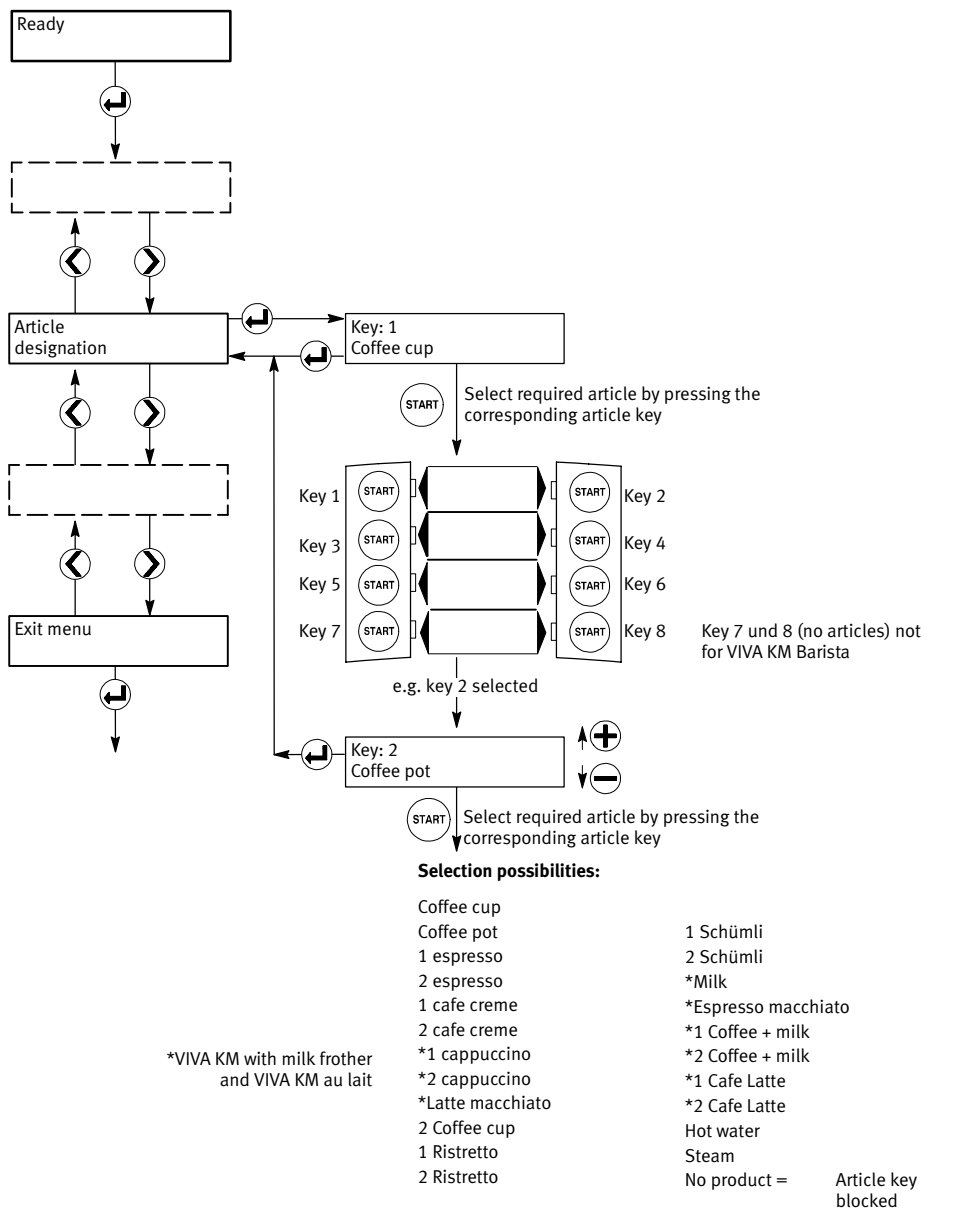 Ready
Article
designation
Key: 1
Coffee cup
START
Select required article by pressing the
corresponding article key
Key 1
START
START
Key 2
Key 3
START
START
Key 4
Key 5
START
START
Key 6
Key 7
START
START
Key 8
Key 7 und 8 (no articles) not
for VIVA KM Barista
Exit menu
e.g. key 2 selected
Key: 2
Coffee pot
START
Select required article by pressing the
corresponding article key
Selection possibilities:
Coffee cup
Coffee pot
1 espresso
2 espresso
1 cafe creme
2 cafe creme
*1 cappuccino
*2 cappuccino
*Latte macchiato
2 Coffee cup
1 Ristretto
2 Ristretto
*VIVA KM with milk frother
and VIVA KM au lait
1 Schümli
2 Schümli
*Milk
*Espresso macchiato
*1 Coffee + milk
*2 Coffee + milk
*1 Cafe Latte
*2 Cafe Latte
Hot water
Steam
No product = Article key
blocked